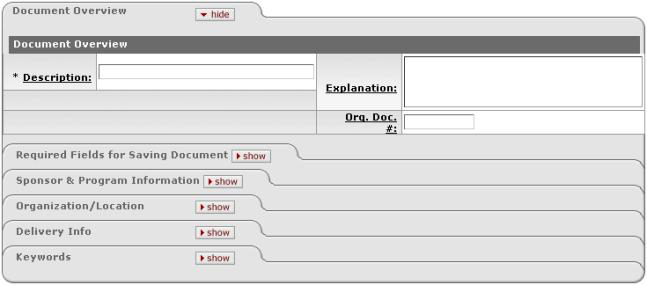 Document Overview hide
Document Overview
* Description:
Explanation:
Org. Doc.
#:
Required Fields for Saving Document show
Sponsor & Program Information show
Organization/Location show
Delivery Info show
Keywords show